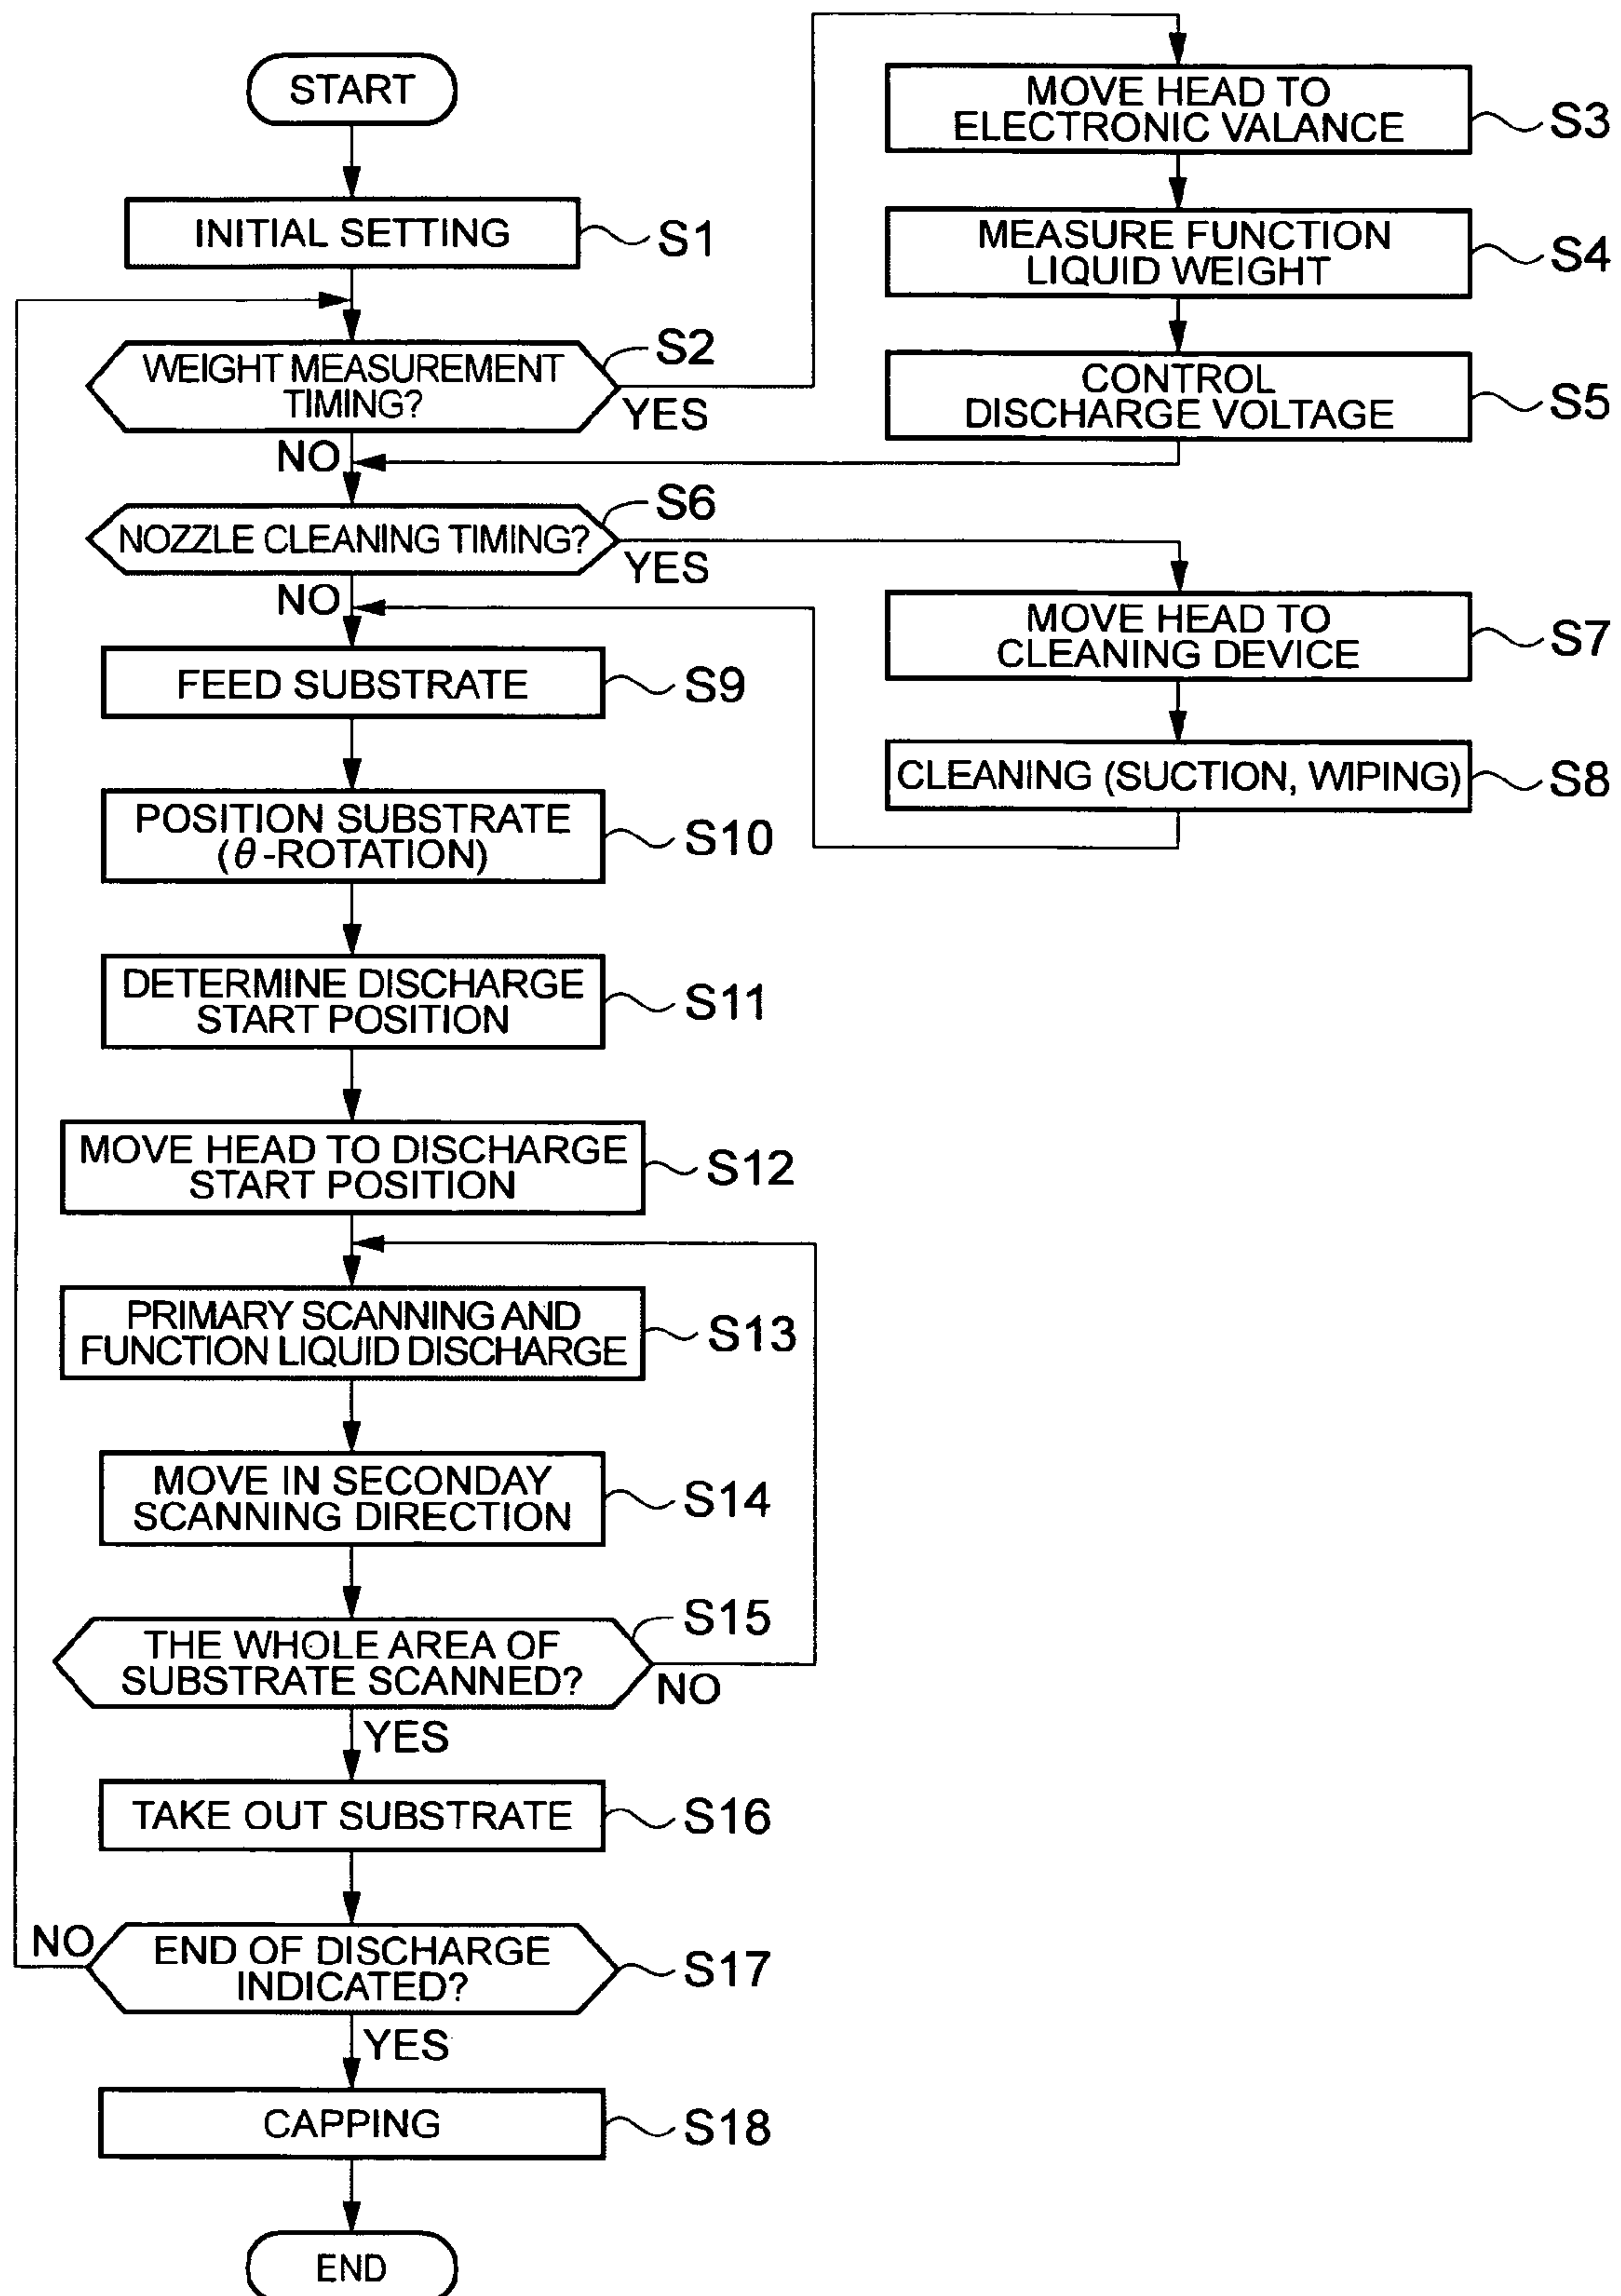 START
INITIAL SETTING
S1
WEIGHT MEASUREMENT
TIMING?
S2
YES
NO
MOVE HEAD TO
ELECTRONIC VALANCE
S3
MEASURE FUNCTION
LIQUID WEIGHT
S4
CONTROL
DISCHARGE VOLTAGE
S5
NOZZLE CLEANING TIMING?
S6
YES
NO
MOVE HEAD TO
CLEANING DEVICE
S7
CLEANING (SUCTION, WIPING)
S8
FEED SUBSTRATE
S9
POSITION SUBSTRATE
(θ-ROTATION)
S10
DETERMINE DISCHARGE
START POSITION
S11
MOVE HEAD TO DISCHARGE
START POSITION
S12
PRIMARY SCANNING AND
FUNCTION LIQUID DISCHARGE
S13
MOVE IN SECONDAY
SCANNING DIRECTION
S14
THE WHOLE AREA OF
SUBSTRATE SCANNED?
S15
NO
YES
TAKE OUT SUBSTRATE
S16
END OF DISCHARGE
INDICATED?
S17
NO
YES
CAPPING
S18
END